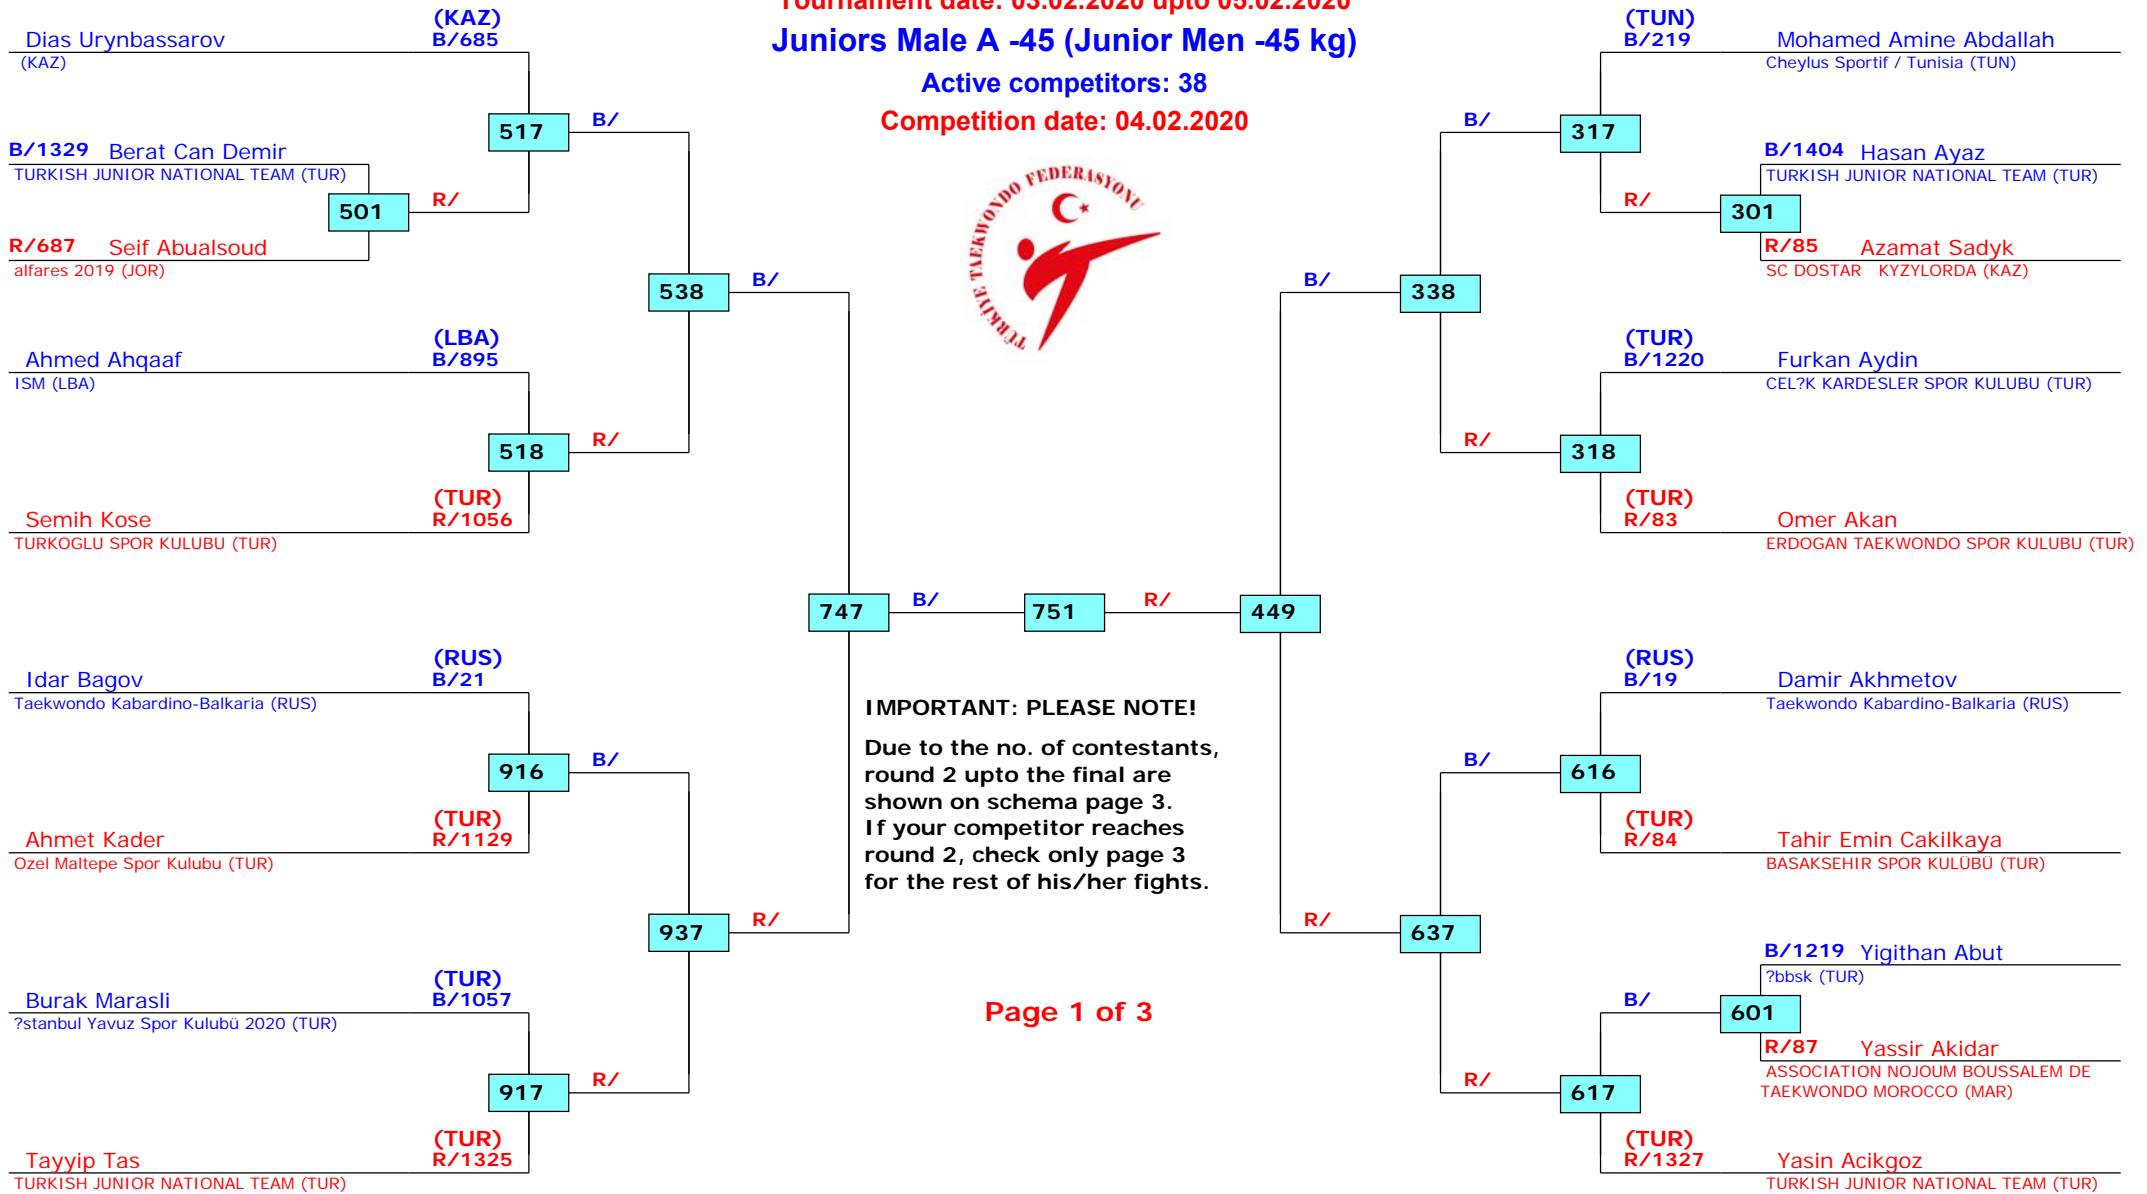 Tournament date: 03.02.2020 upto 05.02.2020
Juniors Male A -45 (Junior Men -45 kg)
Active competitors: 38
Competition date: 04.02.2020
TÜRKİYE TAEKWONDO FEDERASYONU
(KAZ)
Dias Urynbassarov B/685
(KAZ)
517 B/
B/1329 Berat Can Demir
TURKISH JUNIOR NATIONAL TEAM (TUR)
501 R/
R/687 Seif Abualsoud
alfares 2019 (JOR)
538 B/
(LBA)
Ahmed Ahqaaf B/895
ISM (LBA)
518 R/
(TUR)
Semih Kose R/1056
TURKOGLU SPOR KULUBU (TUR)
747 B/ 751 R/ 449
(RUS)
Idar Bagov B/21
Taekwondo Kabardino-Balkaria (RUS)
916 B/
(TUR)
Ahmet Kader R/1129
Ozel Maltepe Spor Kulubu (TUR)
937 R/
(TUR)
Burak Marasli B/1057
?stanbul Yavuz Spor Kulubü 2020 (TUR)
917 R/
(TUR)
Tayyip Tas R/1325
TURKISH JUNIOR NATIONAL TEAM (TUR)
IMPORTANT: PLEASE NOTE!
Due to the no. of contestants,
round 2 upto the final are
shown on schema page 3.
If your competitor reaches
round 2, check only page 3
for the rest of his/her fights.
Page 1 of 3
(TUN)
B/219 Mohamed Amine Abdallah
Cheylus Sportif / Tunisia (TUN)
B/ 317
B/1404 Hasan Ayaz
TURKISH JUNIOR NATIONAL TEAM (TUR)
R/ 301
R/85 Azamat Sadyk
SC DOSTAR KYZYLORDA (KAZ)
B/ 338
(TUR)
B/1220 Furkan Aydin
CEL?K KARDESLER SPOR KULUBU (TUR)
R/ 318
(TUR)
R/83 Omer Akan
ERDOGAN TAEKWONDO SPOR KULUBU (TUR)
(RUS)
B/19 Damir Akhmetov
Taekwondo Kabardino-Balkaria (RUS)
B/ 616
(TUR)
R/84 Tahir Emin Cakilkaya
BASAKSEHIR SPOR KULÜBÜ (TUR)
R/ 637
B/1219 Yigithan Abut
?bbsk (TUR)
B/ 601
R/87 Yassir Akidar
ASSOCIATION NOJOUM BOUSSALEM DE
TAEKWONDO MOROCCO (MAR)
R/ 617
(TUR)
R/1327 Yasin Acikgoz
TURKISH JUNIOR NATIONAL TEAM (TUR)